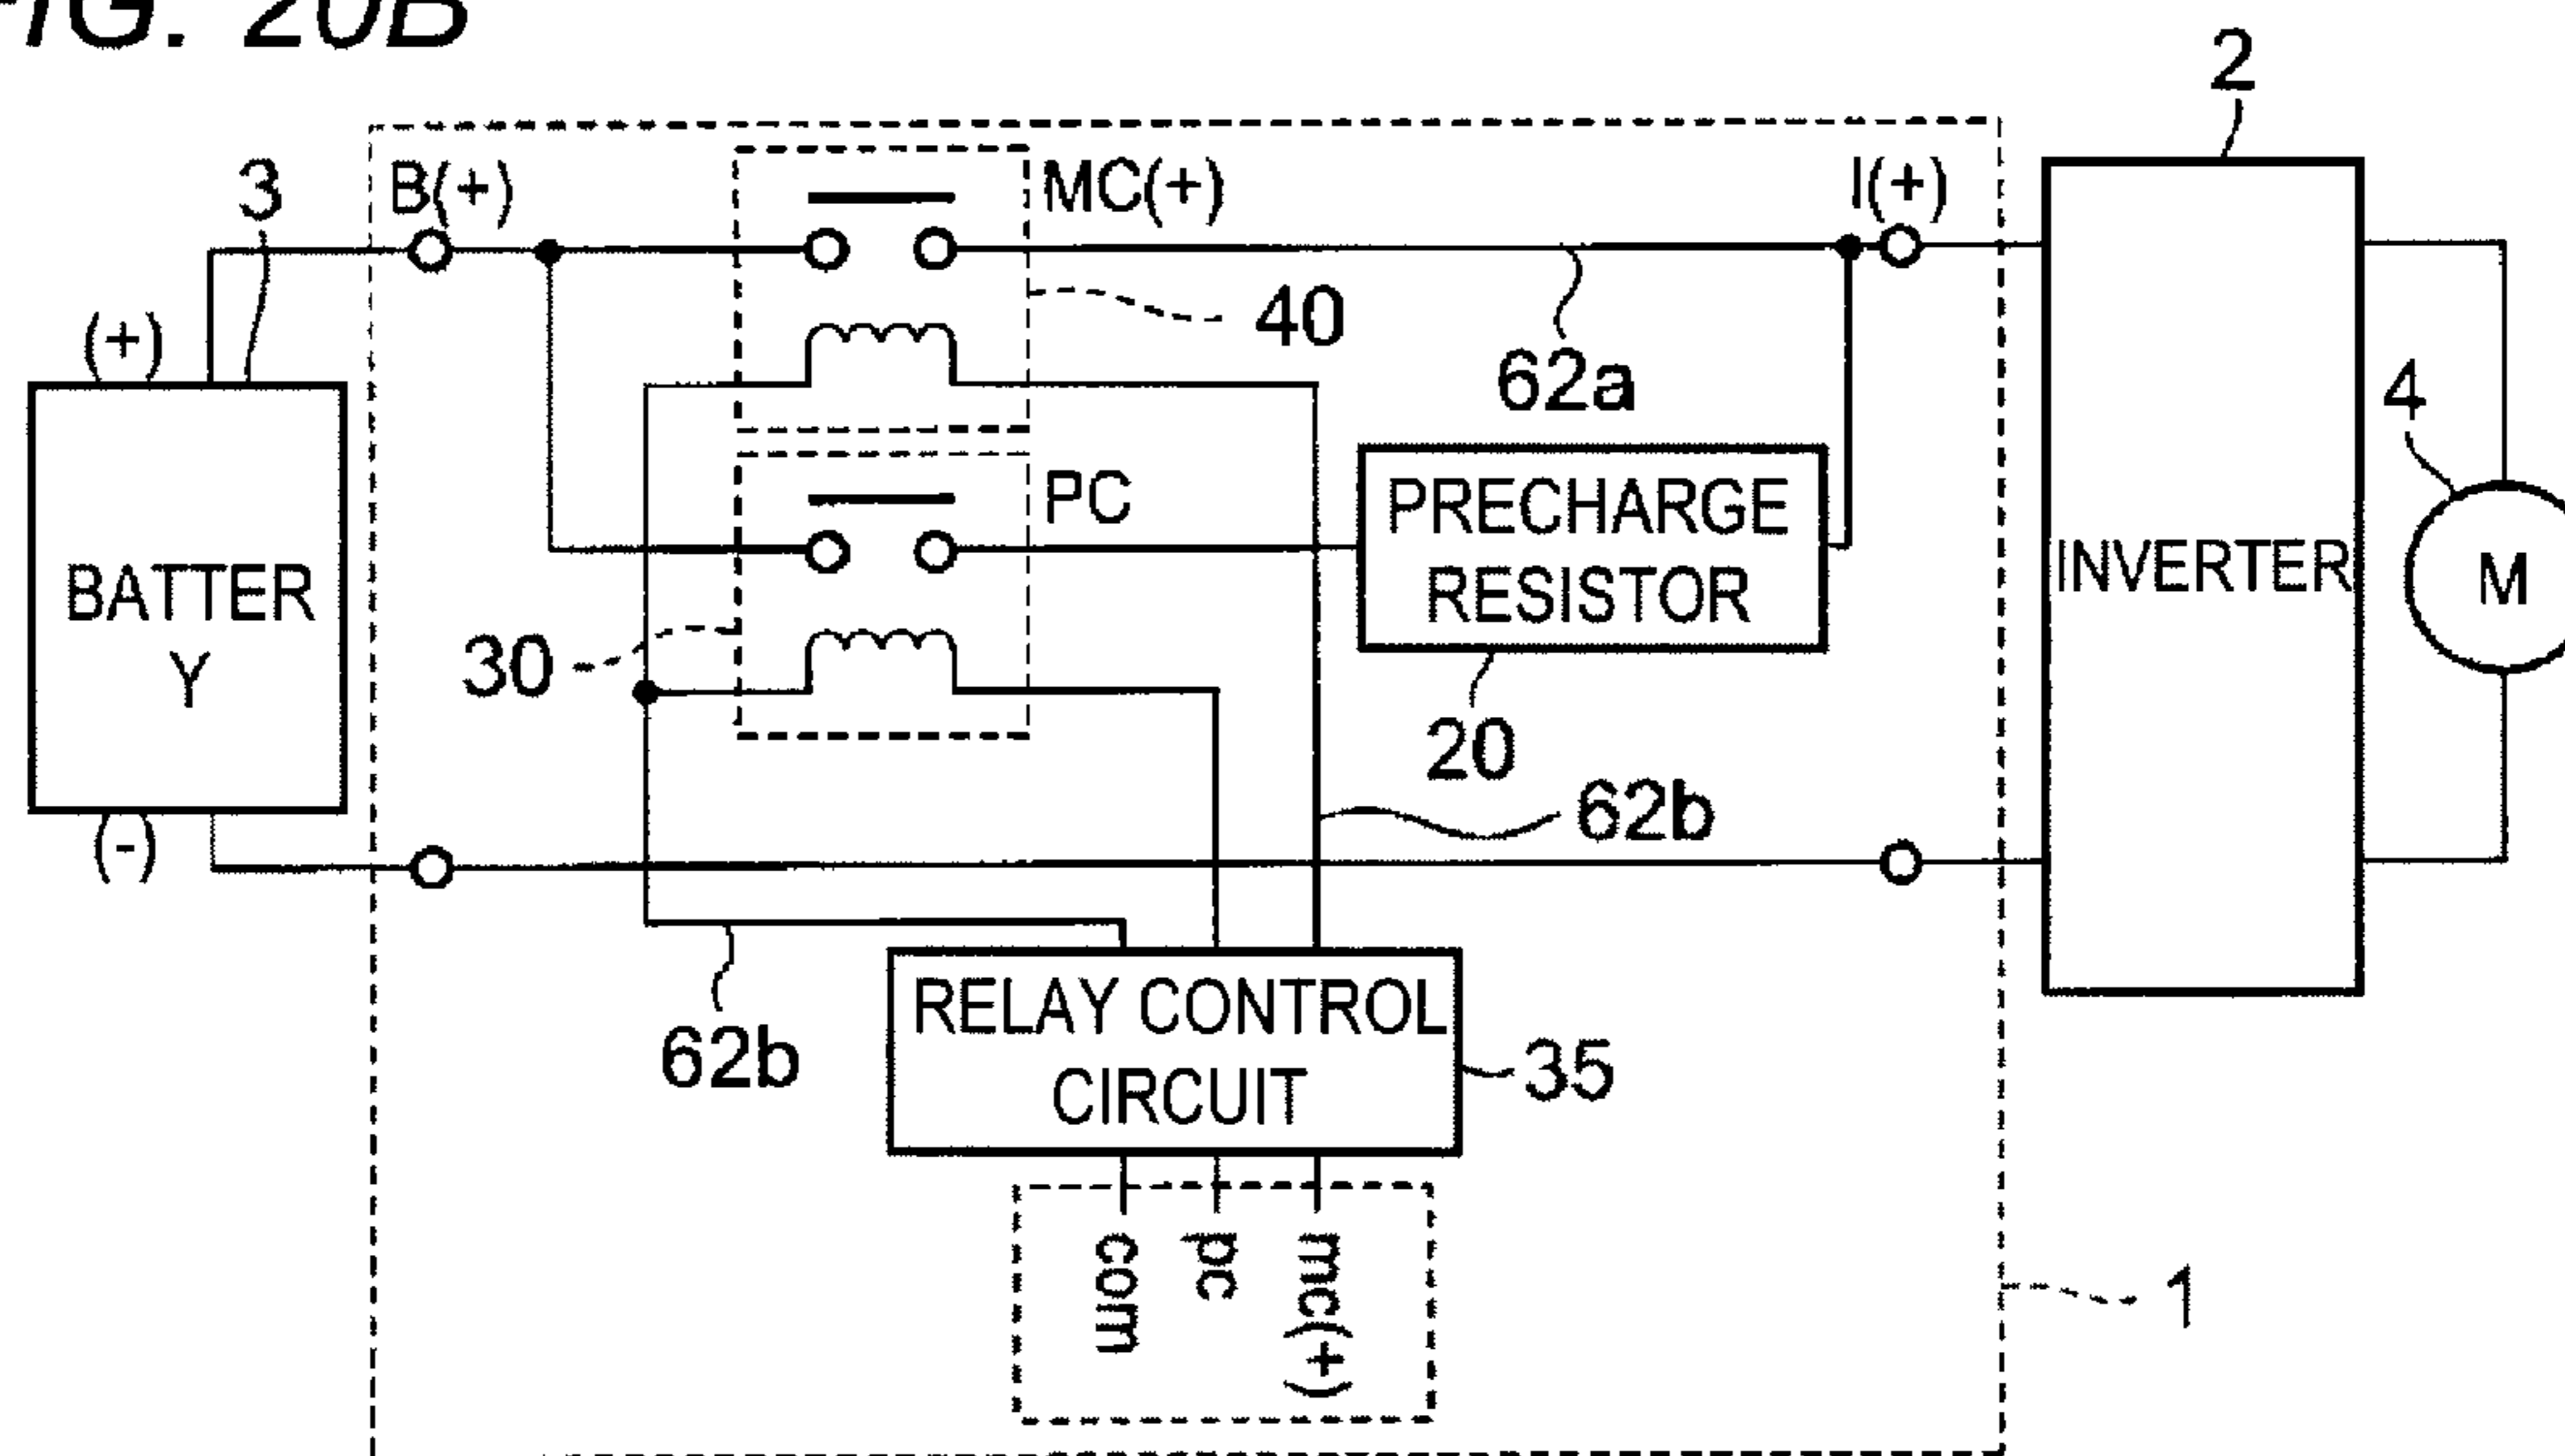 FIG. 20B
2
3
B(+)
MC(+)
I(+)
40
(+)
62a
4
PC
PRECHARGE
RESISTOR
BATTER
Y
INVERTER
M
30
20
62b
(-)
RELAY CONTROL
CIRCUIT
62b
35
com
pc
mc(+)
1